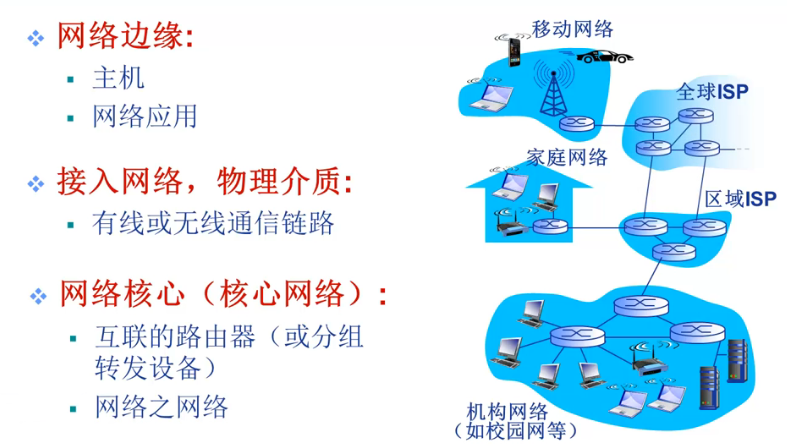 网络边缘:
主机
网络应用
接入网络，物理介质:
有线或无线通信链路
网络核心（核心网络）:
互联的路由器（或分组
转发设备）
网络之网络
移动网络
全球ISP
家庭网络
区域ISP
机构网络
（如校园网等）